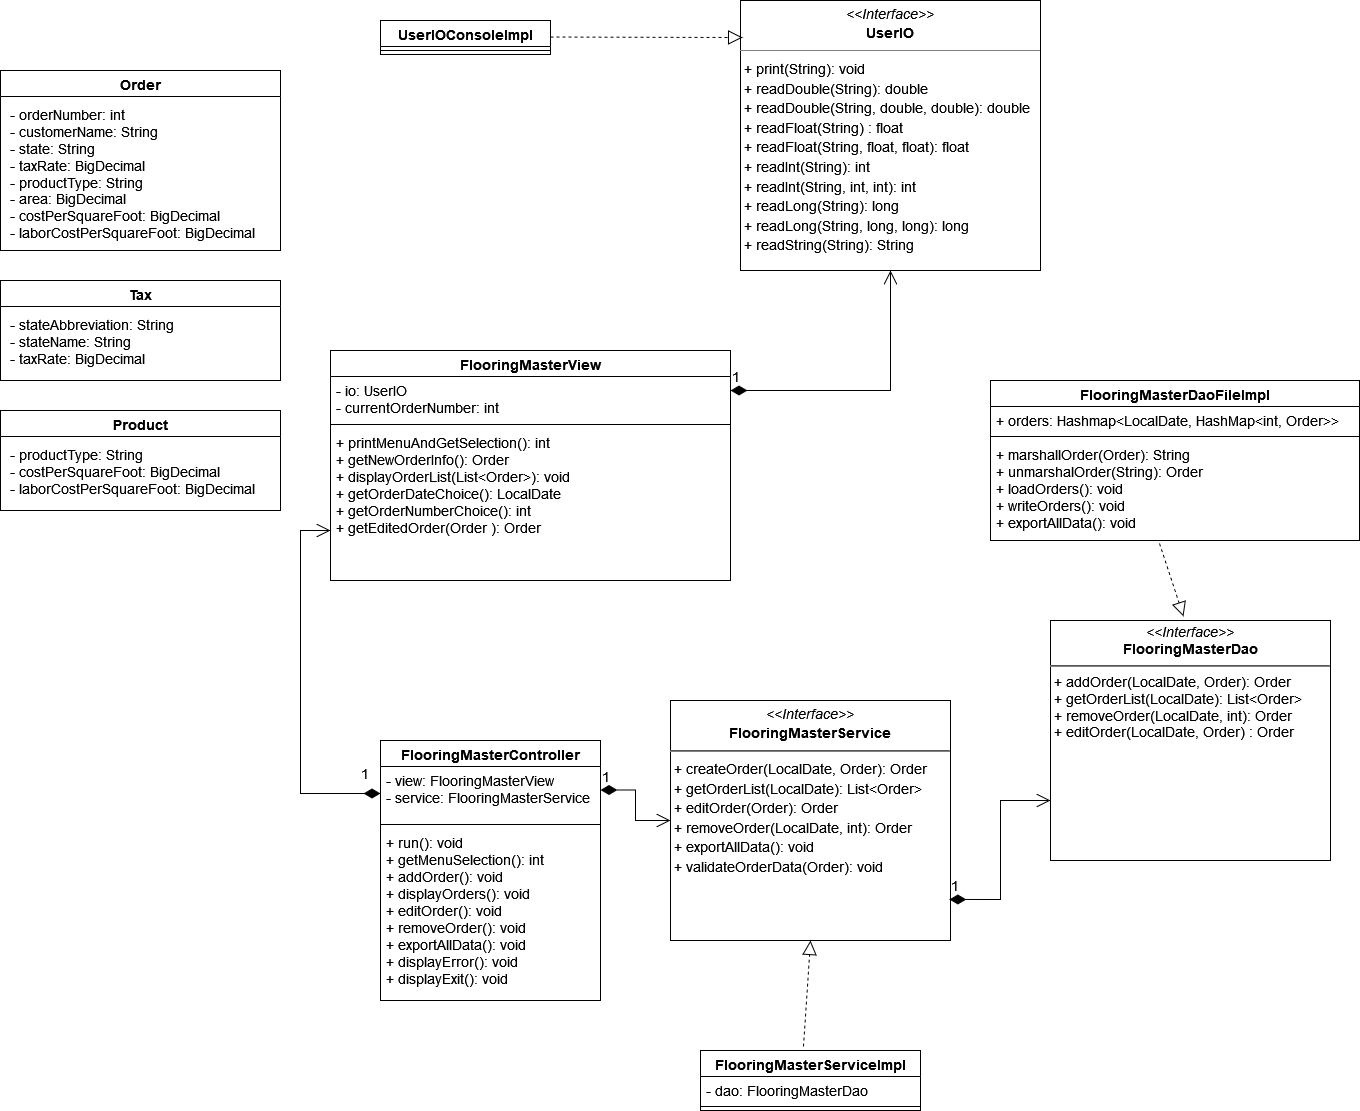 UserIOConsoleImpl
<<Interface>>
UserIO
+ print(String): void
+ readDouble(String): double
+ readDouble(String, double, double): double
+ readFloat(String) : float
+ readFloat(String, float, float): float
+ readInt(String): int
+ readInt(String, int, int): int
+ readLong(String): long
+ readLong(String, long, long): long
+ readString(String): String
Order
- orderNumber: int
- customerName: String
- state: String
- taxRate: BigDecimal
- productType: String
- area: BigDecimal
- costPerSquareFoot: BigDecimal
- laborCostPerSquareFoot: BigDecimal
Tax
- stateAbbreviation: String
- stateName: String
- taxRate: BigDecimal
Product
- productType: String
- costPerSquareFoot: BigDecimal
- laborCostPerSquareFoot: BigDecimal
FlooringMasterView
- io: UserIO
- currentOrderNumber: int
+ printMenuAndGetSelection(): int
+ getNewOrderInfo(): Order
+ displayOrderList(List<Order>): void
+ getOrderDateChoice(): LocalDate
+ getOrderNumberChoice(): int
+ getEditedOrder(Order ): Order
1
FlooringMasterDaoFileImpl
+ orders: Hashmap<LocalDate, HashMap<int, Order>>
+ marshallOrder(Order): String
+ unmarshalOrder(String): Order
+ loadOrders(): void
+ writeOrders(): void
+ exportAllData(): void
<<Interface>>
FlooringMasterDao
+ addOrder(LocalDate, Order): Order
+ getOrderList(LocalDate): List<Order>
+ removeOrder(LocalDate, int): Order
+ editOrder(LocalDate, Order) : Order
1
FlooringMasterController
- view: FlooringMasterView
- service: FlooringMasterService
+ run(): void
+ getMenuSelection(): int
+ addOrder(): void
+ displayOrders(): void
+ editOrder(): void
+ removeOrder(): void
+ exportAllData(): void
+ displayError(): void
+ displayExit(): void
1
<<Interface>>
FlooringMasterService
+ createOrder(LocalDate, Order): Order
+ getOrderList(LocalDate): List<Order>
+ editOrder(Order): Order
+ removeOrder(LocalDate, int): Order
+ exportAllData(): void
+ validateOrderData(Order): void
1
FlooringMasterServiceImpl
- dao: FlooringMasterDao